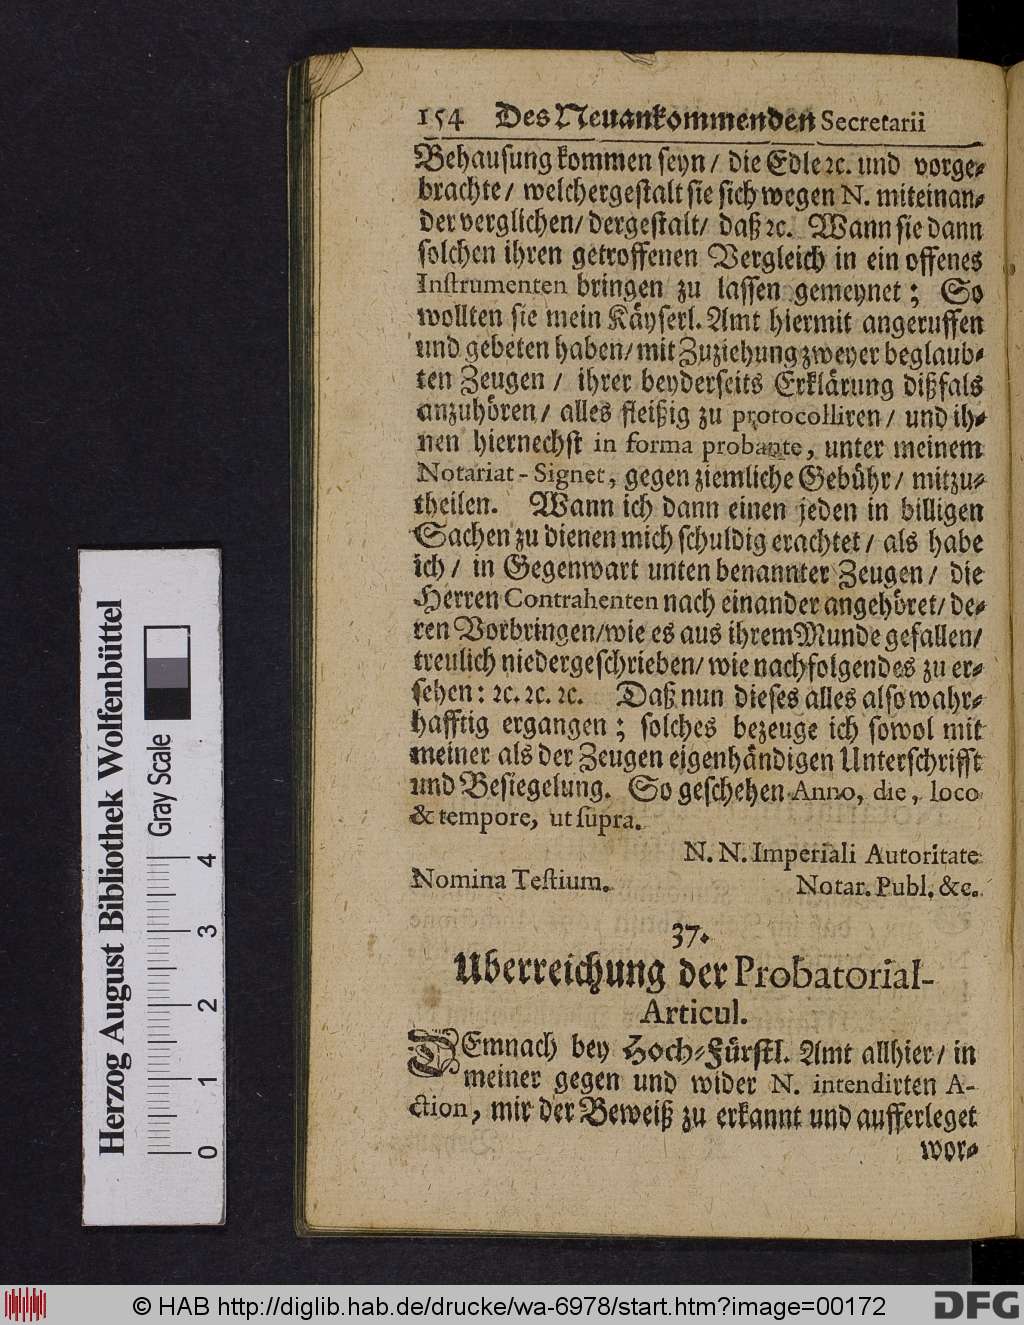 154 Des Neuankommenden Secretarii
Behausung kommen seyn / die Edle ꝛc. und vorge-
brachte / welchergestalt sie sich wegen N. miteinan-
der verglichen / dergestalt / daß ꝛc. Wann sie dann
solchen ihren getroffenen Vergleich in ein offenes
Instrumenten bringen zu lassen gemeynet; So
wollten sie mein Käyserl. Amt hiermit angeruffen
und gebeten haben / mit Zuziehung zweyer beglaub-
ten Zeugen / ihrer beyderseits Erklärung dißfals
anzuhören / alles fleißig zu protocolliren / und ih-
nen hiernechst in forma probante, unter meinem
Notariat-Signet, gegen ziemliche Gebühr / mitzu-
theilen. Wann ich dann einen jeden in billigen
Sachen zu dienen mich schuldig erachtet / als habe
ich / in Gegenwart unten benannter Zeugen / die
Herren Contrahenten nach einander angehöret / de-
ren Vorbringen / wie es aus ihrem Munde gefallen /
treulich niedergeschrieben / wie nachfolgendes zu er-
sehen: ꝛc. ꝛc. ꝛc. Daß nun dieses alles also wahr-
hafftig ergangen; solches bezeuge ich sowol mit
meiner als der Zeugen eigenhändigen Unterschrifft
und Besiegelung. So geschehen Anno, die, loco
& tempore, ut supra.
N. N. Imperiali Autoritate
Nomina Testium. Notar. Publ. &c.
37.
Uberreichung der Probatorial-
Articul.
DEmnach bey Hoch-Fürstl. Amt allhier / in
meiner gegen und wider N. intendirten A-
ction, mir der Beweiß zu erkannt und aufferleget
wor-
Herzog August Bibliothek Wolfenbüttel
Gray Scale
0 1 2 3 4
© HAB http://diglib.hab.de/drucke/wa-6978/start.htm?image=00172
DFG